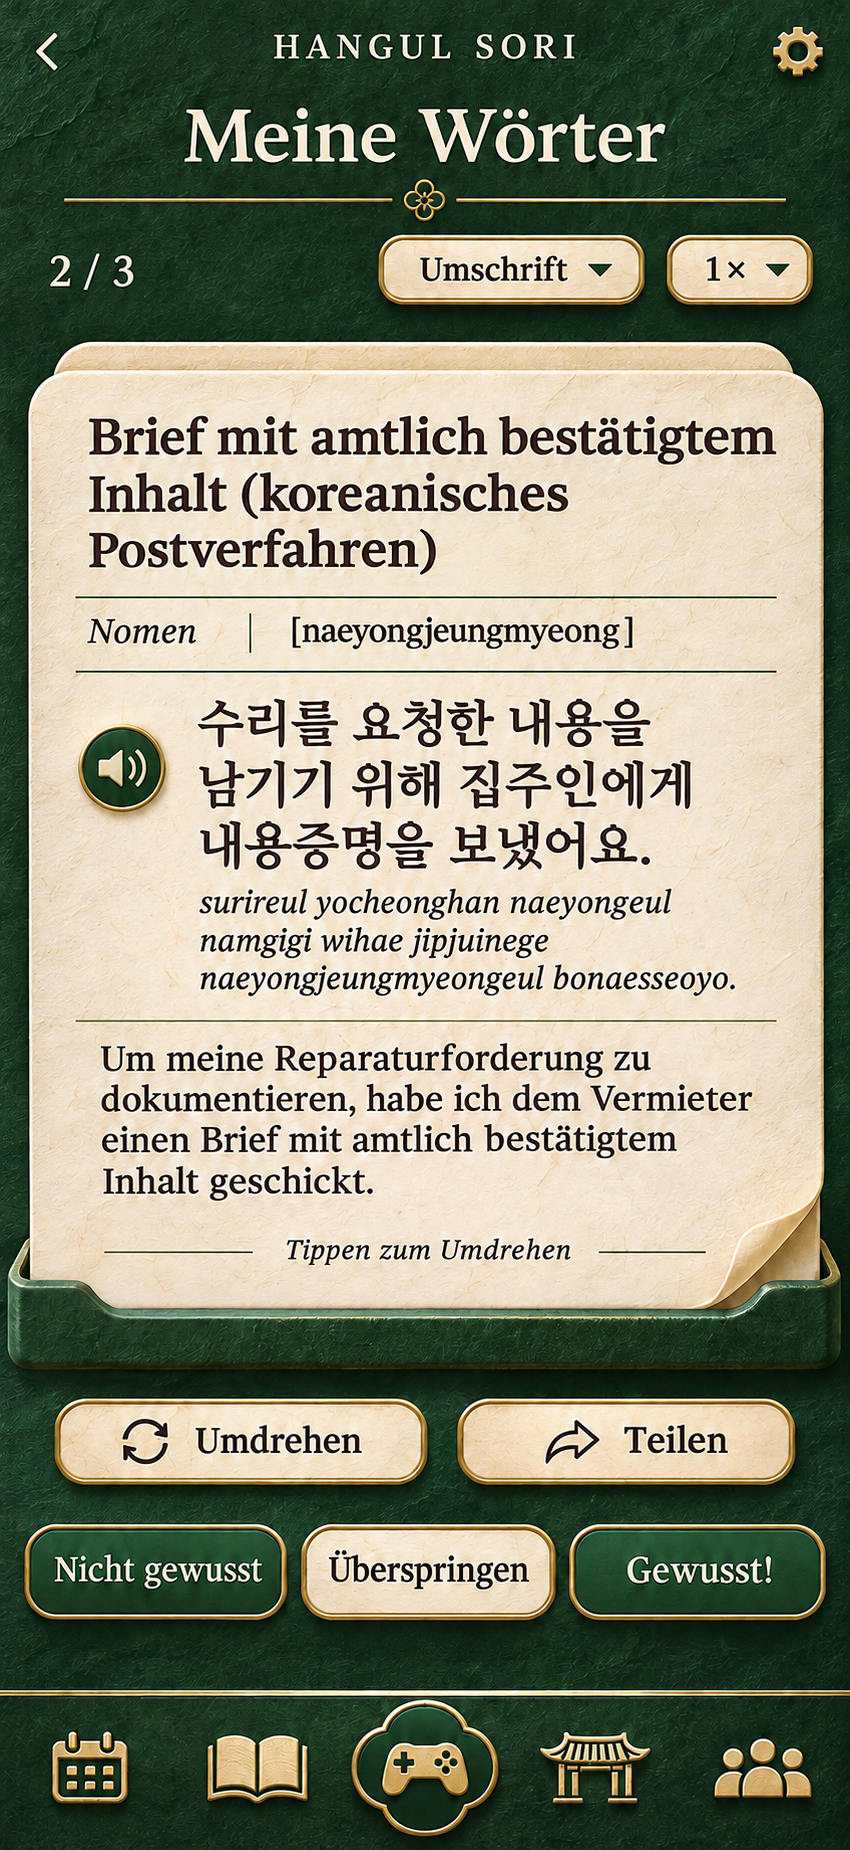 HANGUL SORI
Meine Wörter
2 / 3
Umschrift
1×
Brief mit amtlich bestätigtem
Inhalt (koreanisches
Postverfahren)
Nomen
[naeyongjeungmyeong]
수리를 요청한 내용을
남기기 위해 집주인에게
내용증명을 보냈어요.
surireul yocheonghan naeyongeul
namgigi wihae jipjuinege
naeyongjeungmyeongeul bonaesseoyo.
Um meine Reparaturforderung zu
dokumentieren, habe ich dem Vermieter
einen Brief mit amtlich bestätigtem
Inhalt geschickt.
Tippen zum Umdrehen
Umdrehen
Teilen
Nicht gewusst
Überspringen
Gewusst!